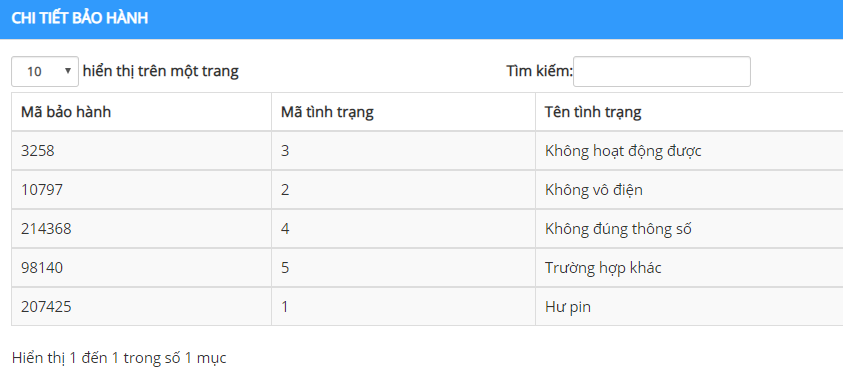 CHI TIẾT BẢO HÀNH
10 hiển thị trên một trang Tìm kiếm:
Mã bảo hành Mã tình trạng Tên tình trạng
3258 3 Không hoạt động được
10797 2 Không vô điện
214368 4 Không đúng thông số
98140 5 Trường hợp khác
207425 1 Hư pin
Hiển thị 1 đến 1 trong số 1 mục